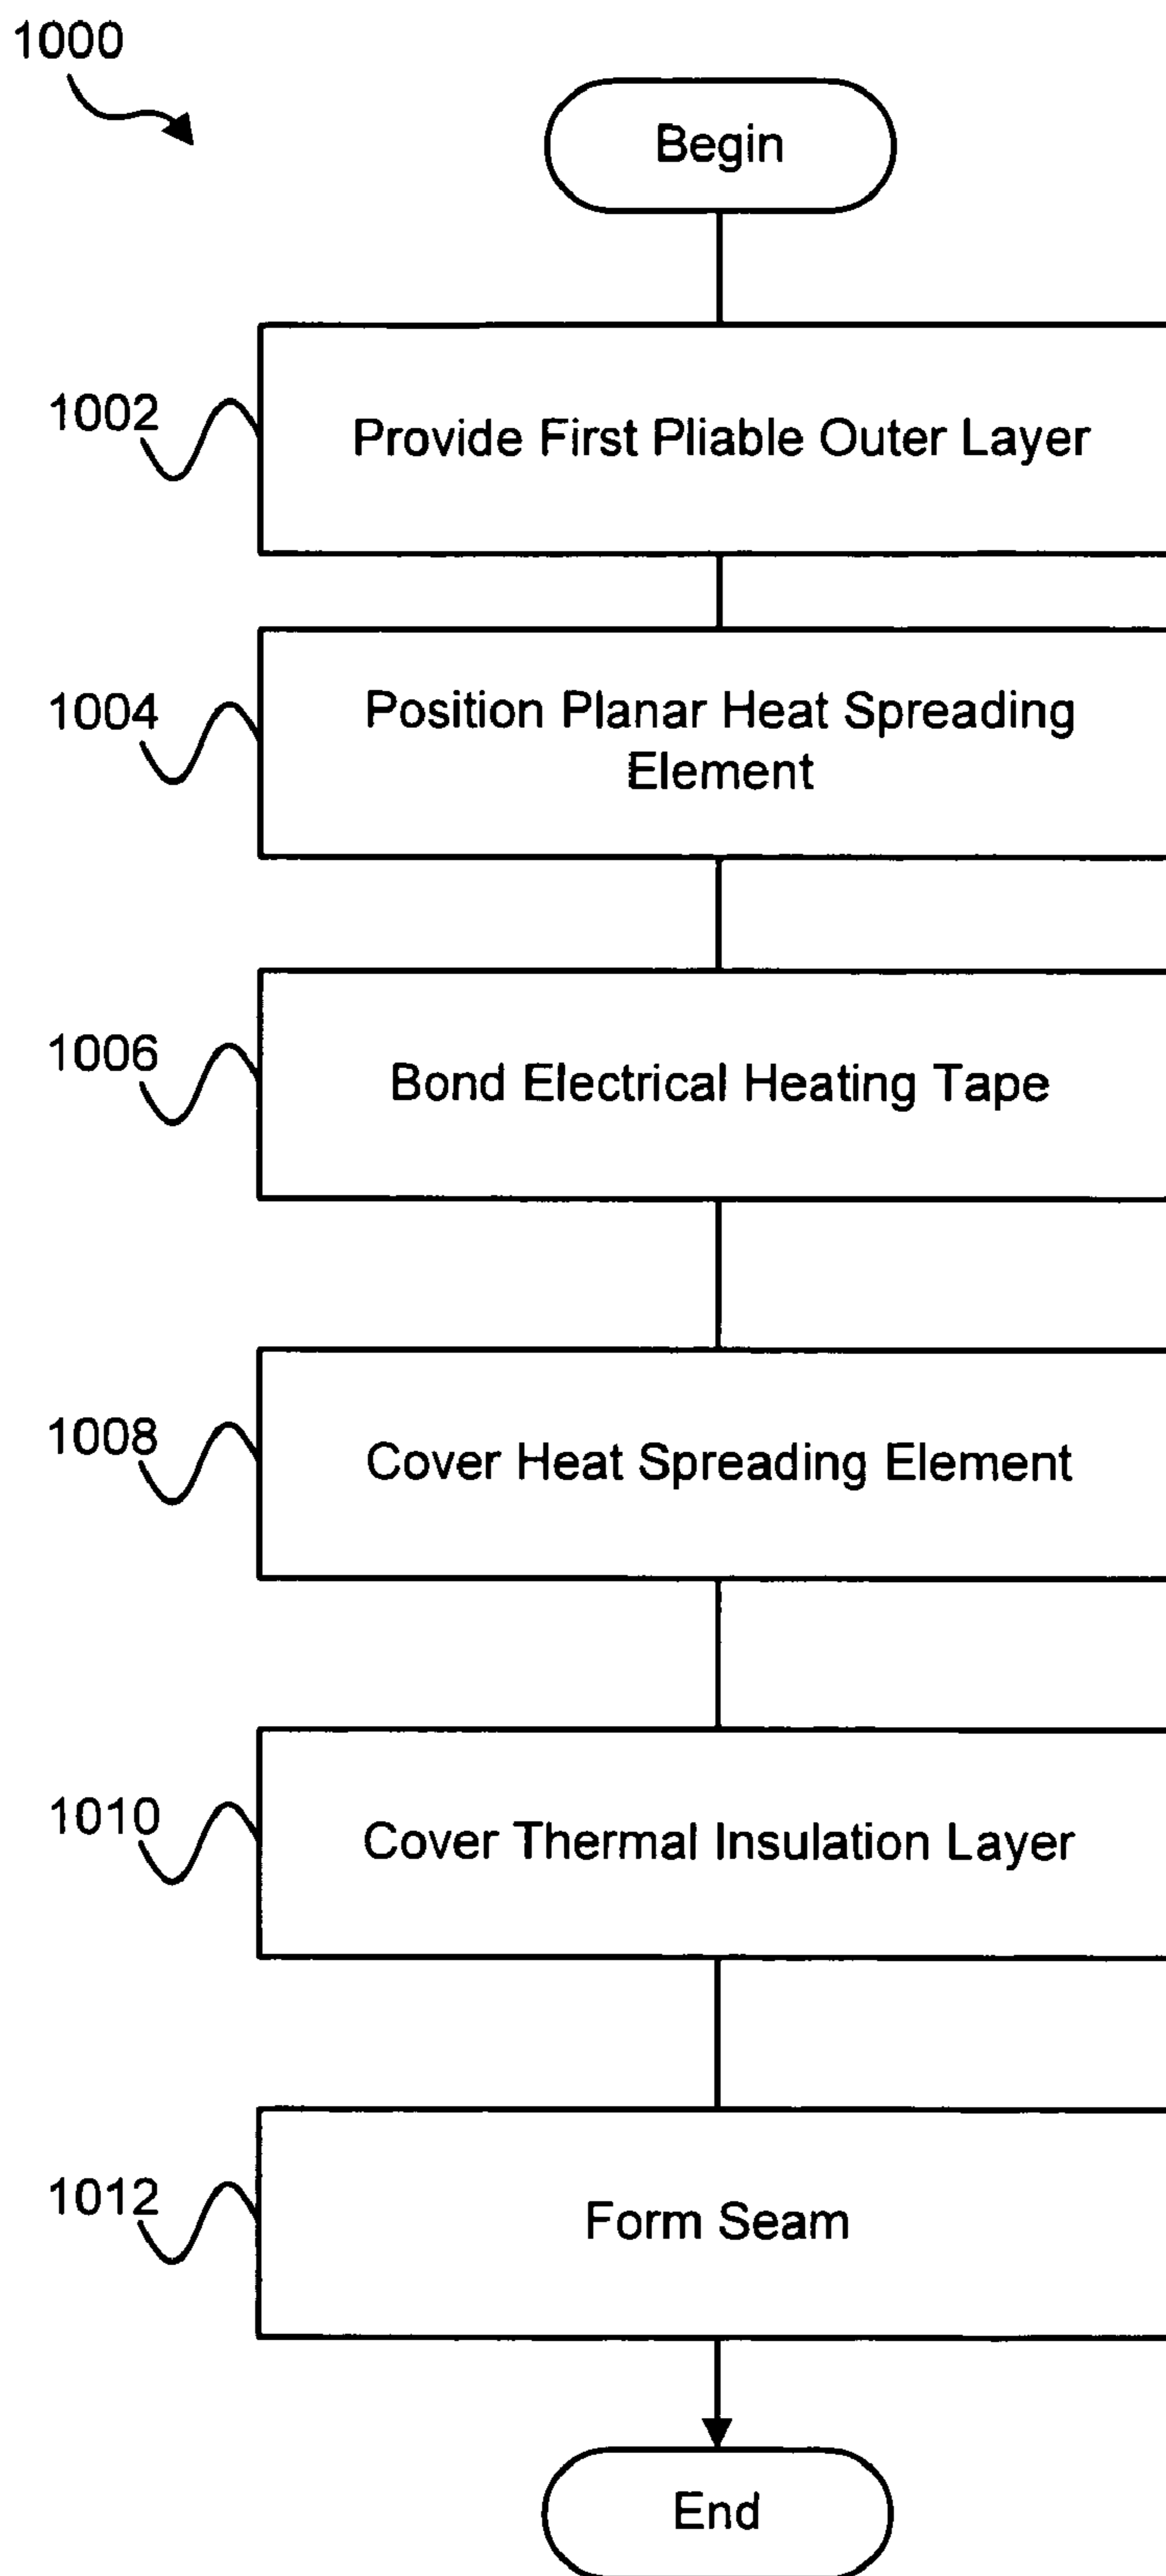 1000
Begin
1002
Provide First Pliable Outer Layer
1004
Position Planar Heat Spreading
Element
1006
Bond Electrical Heating Tape
1008
Cover Heat Spreading Element
1010
Cover Thermal Insulation Layer
1012
Form Seam
End